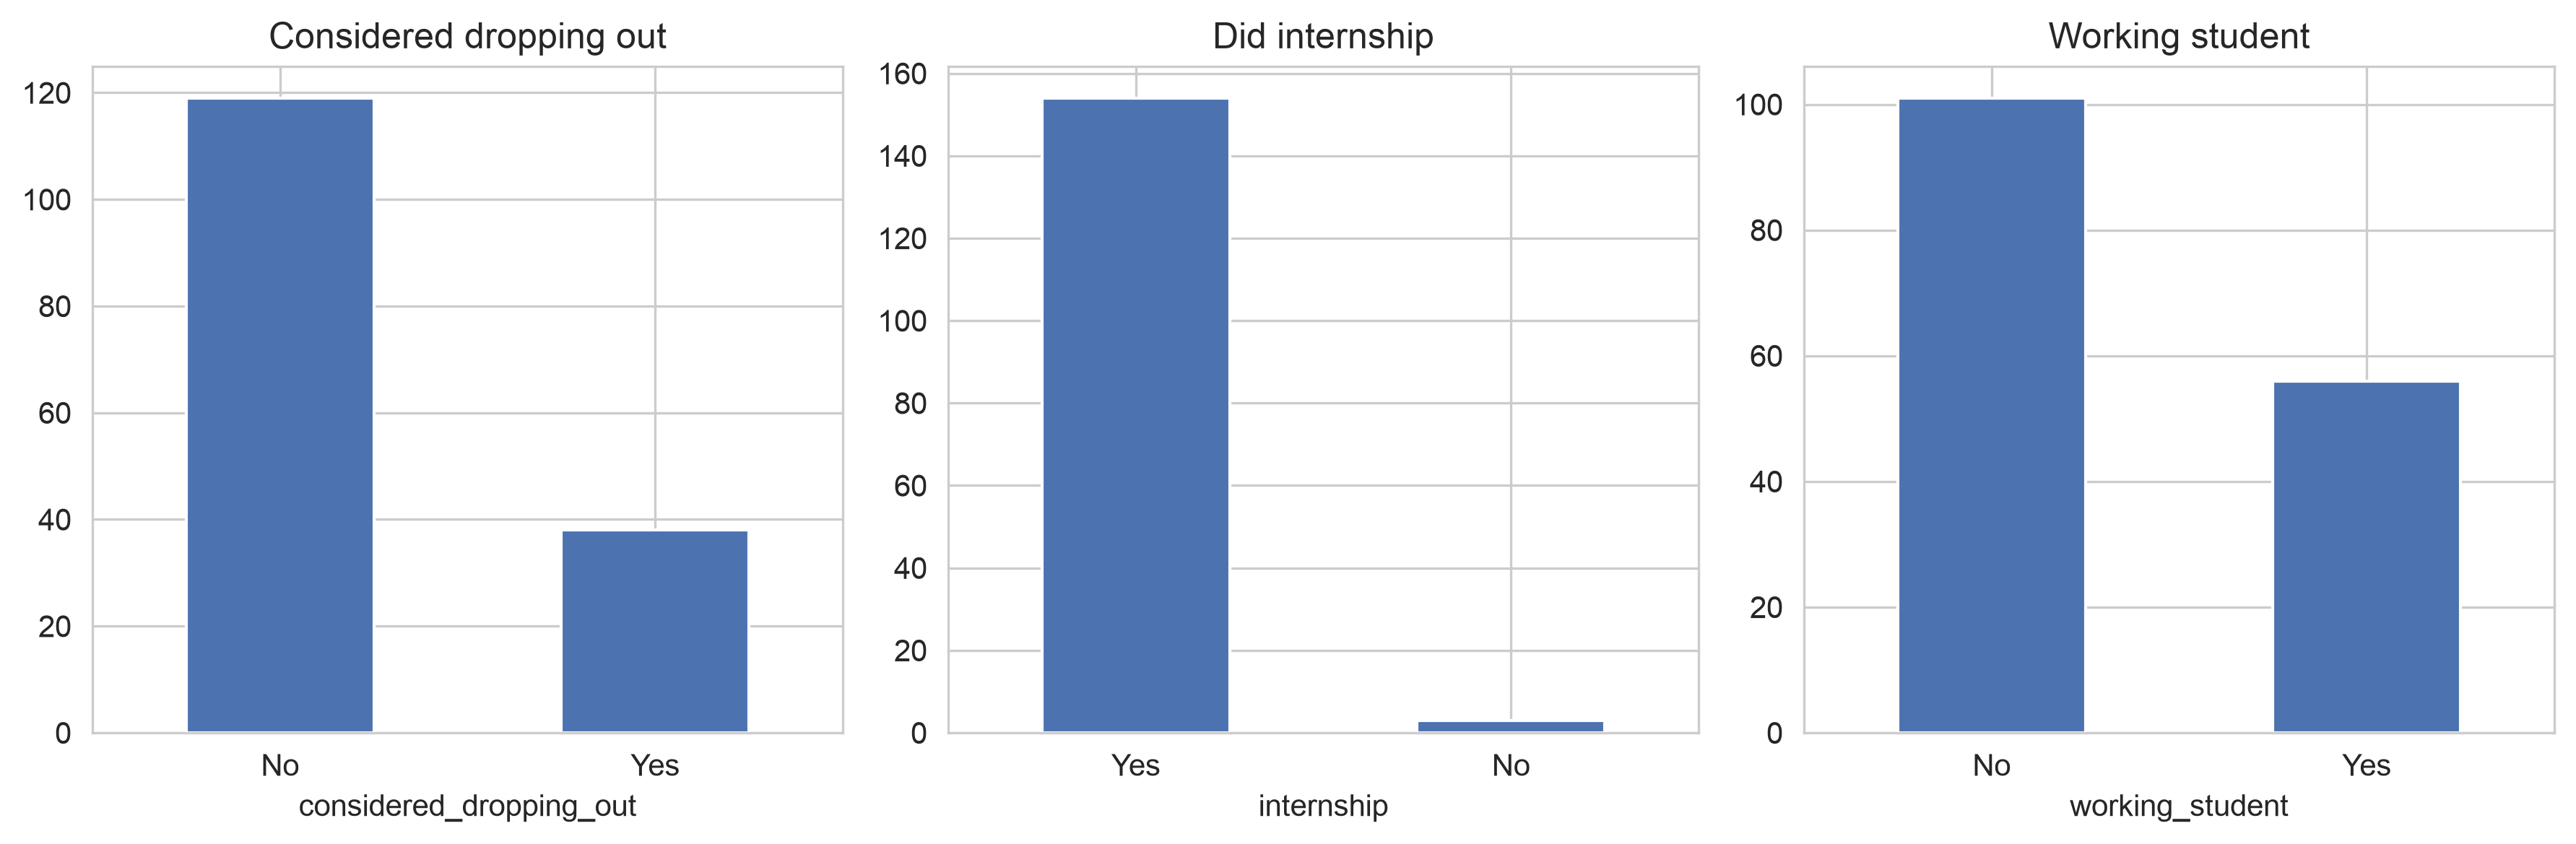 Considered dropping out
120
100
80
60
40
20
0
No Yes
considered_dropping_out
Did internship
160
140
120
100
80
60
40
20
0
Yes No
internship
Working student
100
80
60
40
20
0
No Yes
working_student